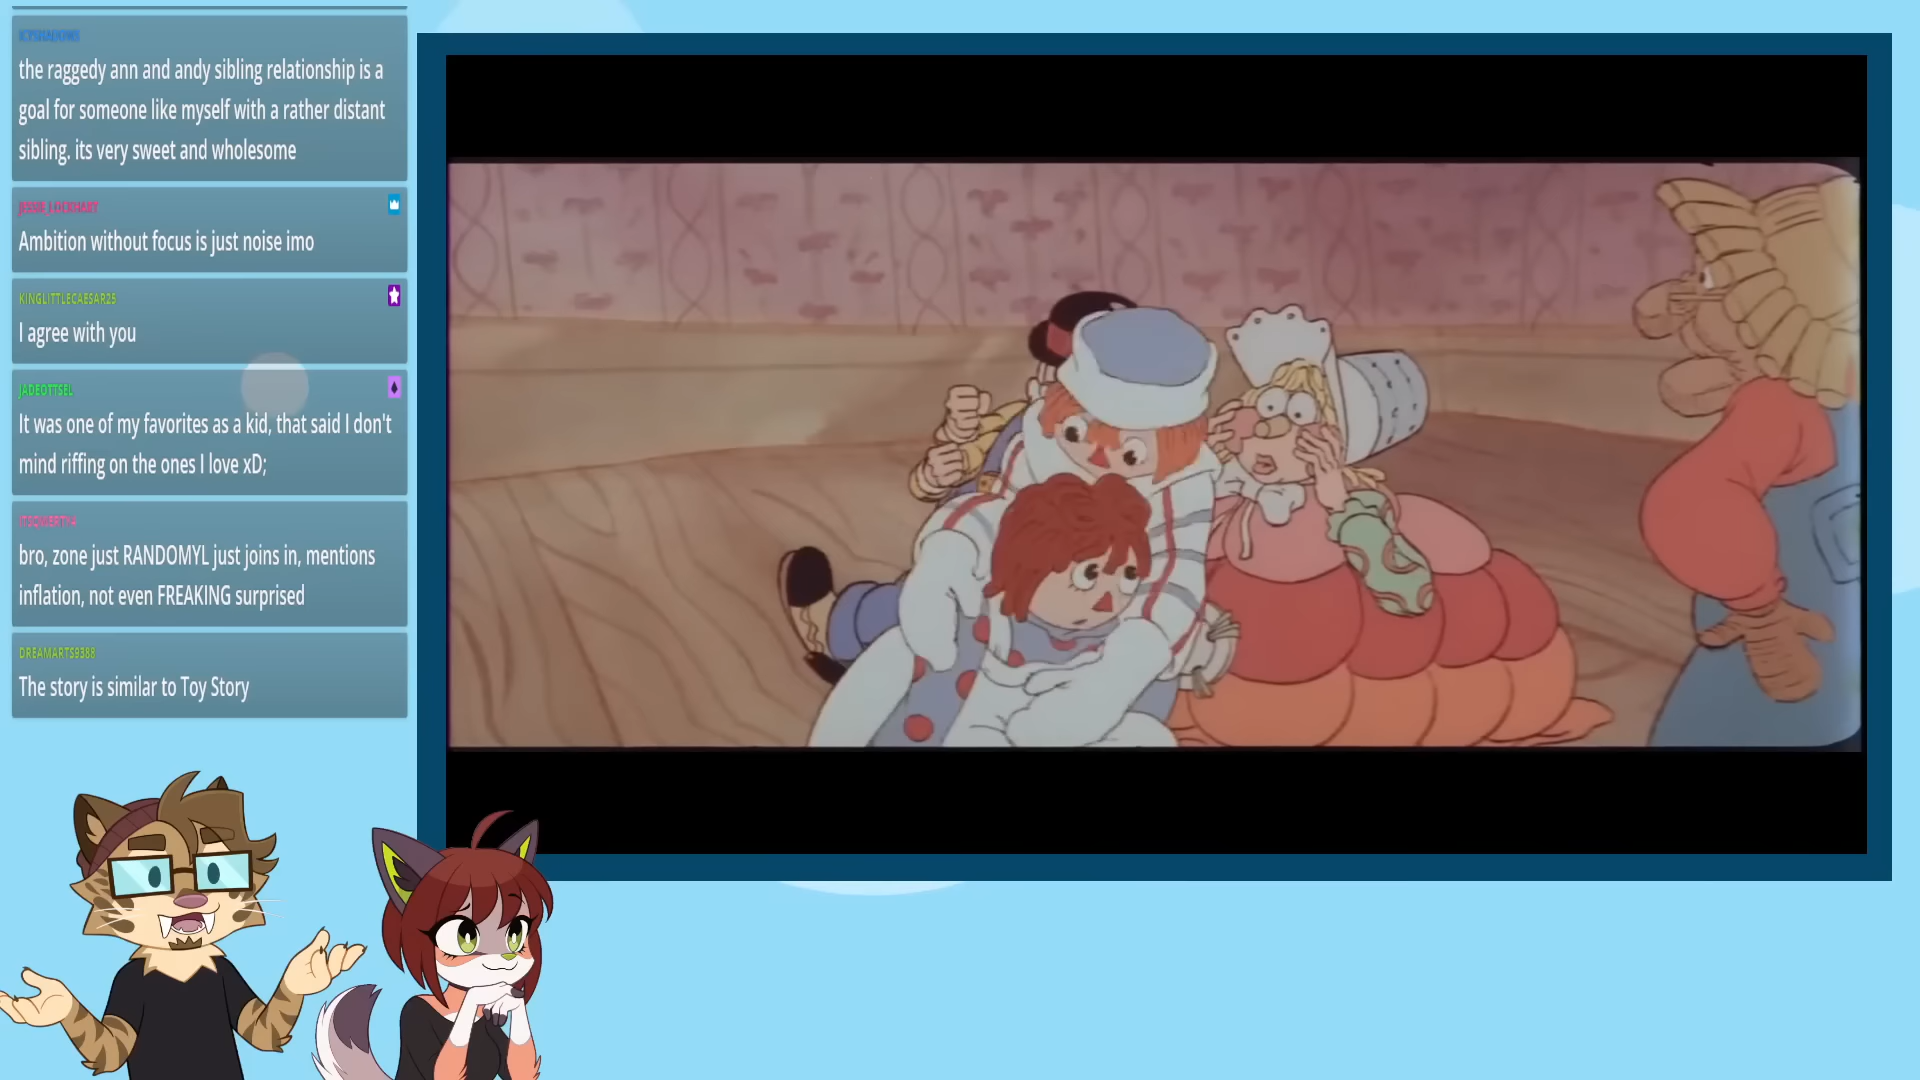 the raggedy ann and andy sibling relationship is a
goal for someone like myself with a rather distant
sibling. its very sweet and wholesome
JESSIE_LOCKHART
Ambition without focus is just noise imo
KINGLITTLECAESAR25
I agree with you
JADEOTTSEL
It was one of my favorites as a kid, that said I don't
mind riffing on the ones I love xD;
bro, zone just RANDOMYL just joins in, mentions
inflation, not even FREAKING surprised
DREAMARTS9388
The story is similar to Toy Story